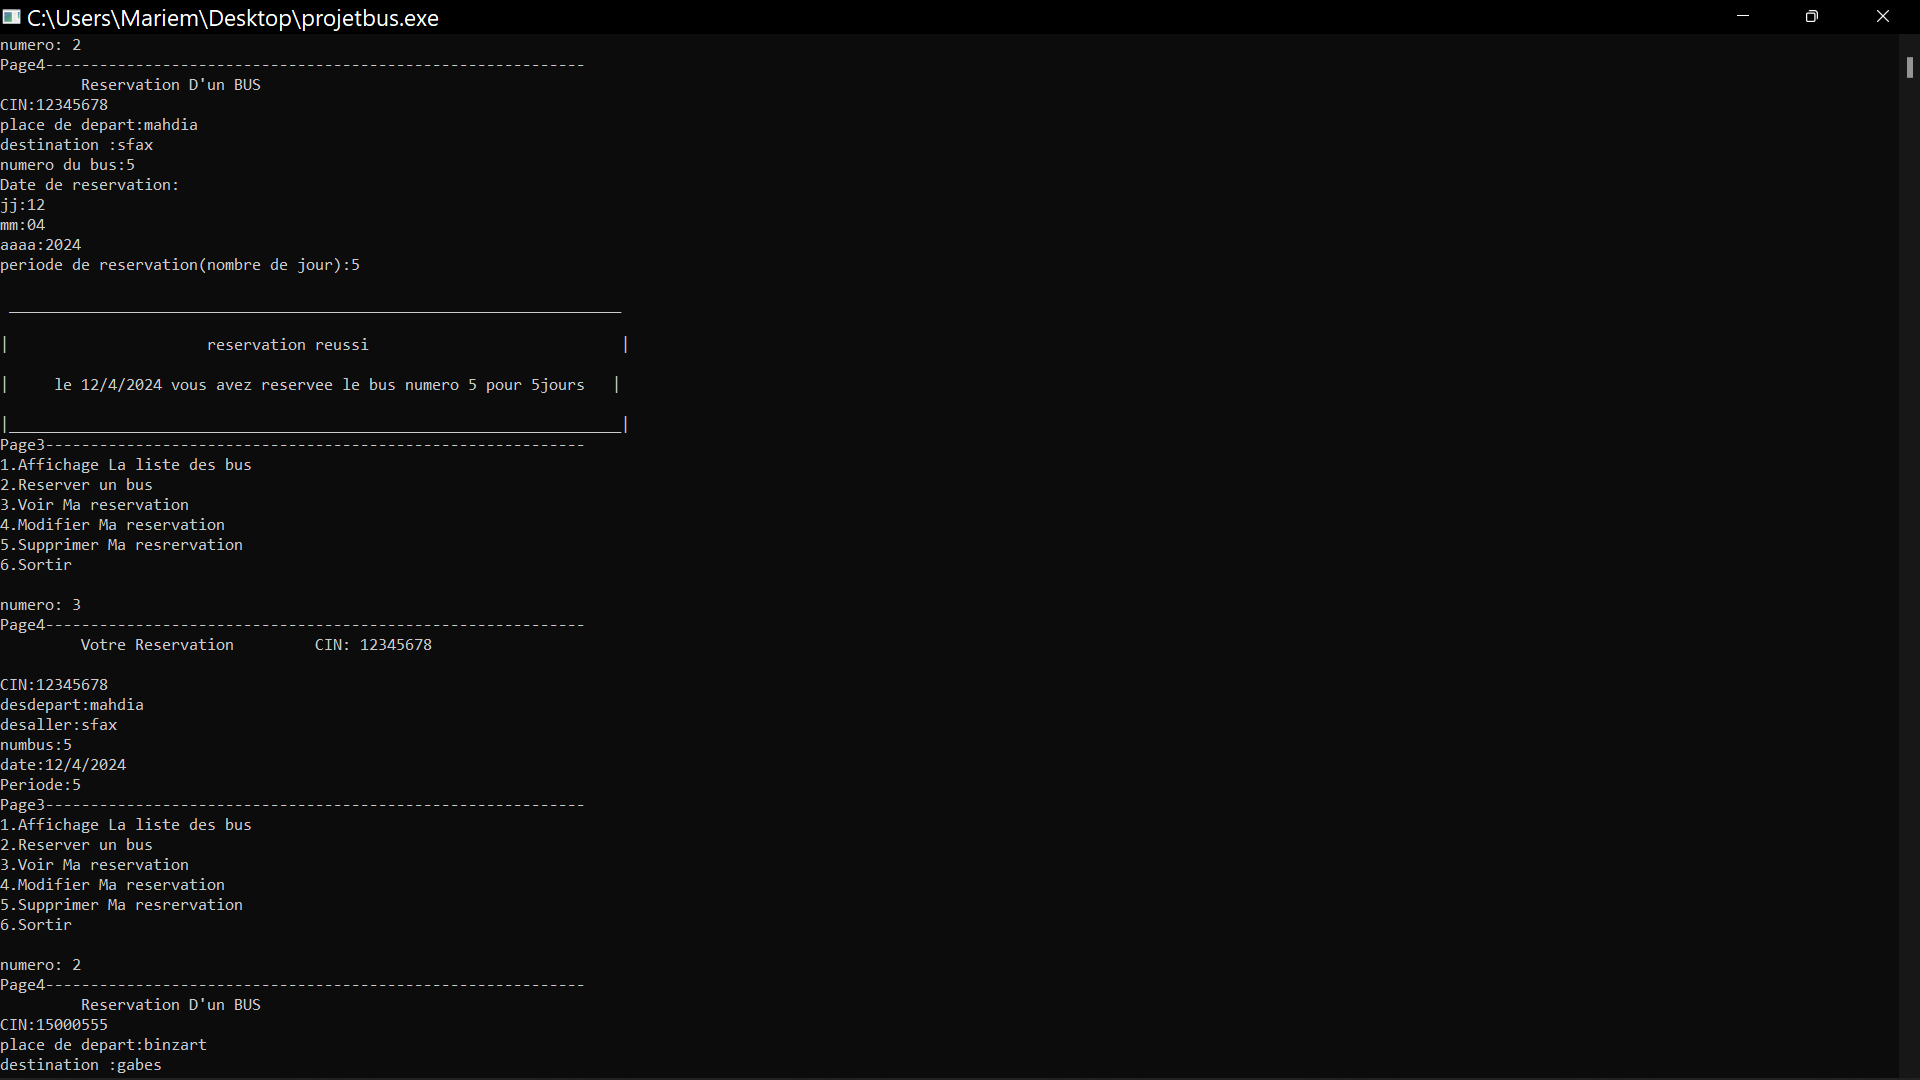 C:\Users\Mariem\Desktop\projetbus.exe
numero: 2
Page4------------------------------------------------------------
Reservation D'un BUS
CIN:12345678
place de depart:mahdia
destination :sfax
numero du bus:5
Date de reservation:
jj:12
mm:04
aaaa:2024
periode de reservation(nombre de jour):5
____________________________________________________________________
| reservation reussi |
| le 12/4/2024 vous avez reservee le bus numero 5 pour 5jours |
|____________________________________________________________________|
Page3------------------------------------------------------------
1.Affichage La liste des bus
2.Reserver un bus
3.Voir Ma reservation
4.Modifier Ma reservation
5.Supprimer Ma resrervation
6.Sortir
numero: 3
Page4------------------------------------------------------------
Votre Reservation CIN: 12345678
CIN:12345678
desdepart:mahdia
desaller:sfax
numbus:5
date:12/4/2024
Periode:5
Page3------------------------------------------------------------
1.Affichage La liste des bus
2.Reserver un bus
3.Voir Ma reservation
4.Modifier Ma reservation
5.Supprimer Ma resrervation
6.Sortir
numero: 2
Page4------------------------------------------------------------
Reservation D'un BUS
CIN:15000555
place de depart:binzart
destination :gabes